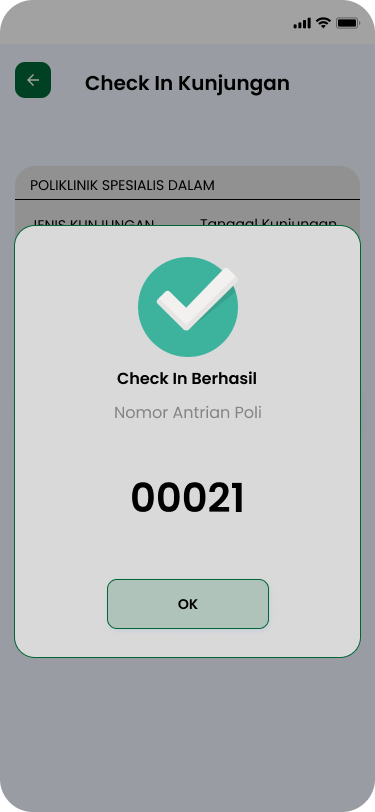 Check In Kunjungan
POLIKLINIK SPESIALIS DALAM
JENIS KUNJUNGAN Tanggal Kunjungan
Check In Berhasil
Nomor Antrian Poli
00021
OK